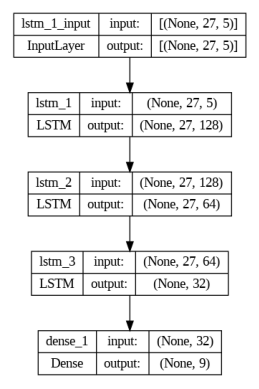 lstm_1_input input: [(None, 27, 5)]
InputLayer output: [(None, 27, 5)]
lstm_1 input: (None, 27, 5)
LSTM output: (None, 27, 128)
lstm_2 input: (None, 27, 128)
LSTM output: (None, 27, 64)
lstm_3 input: (None, 27, 64)
LSTM output: (None, 32)
dense_1 input: (None, 32)
Dense output: (None, 9)